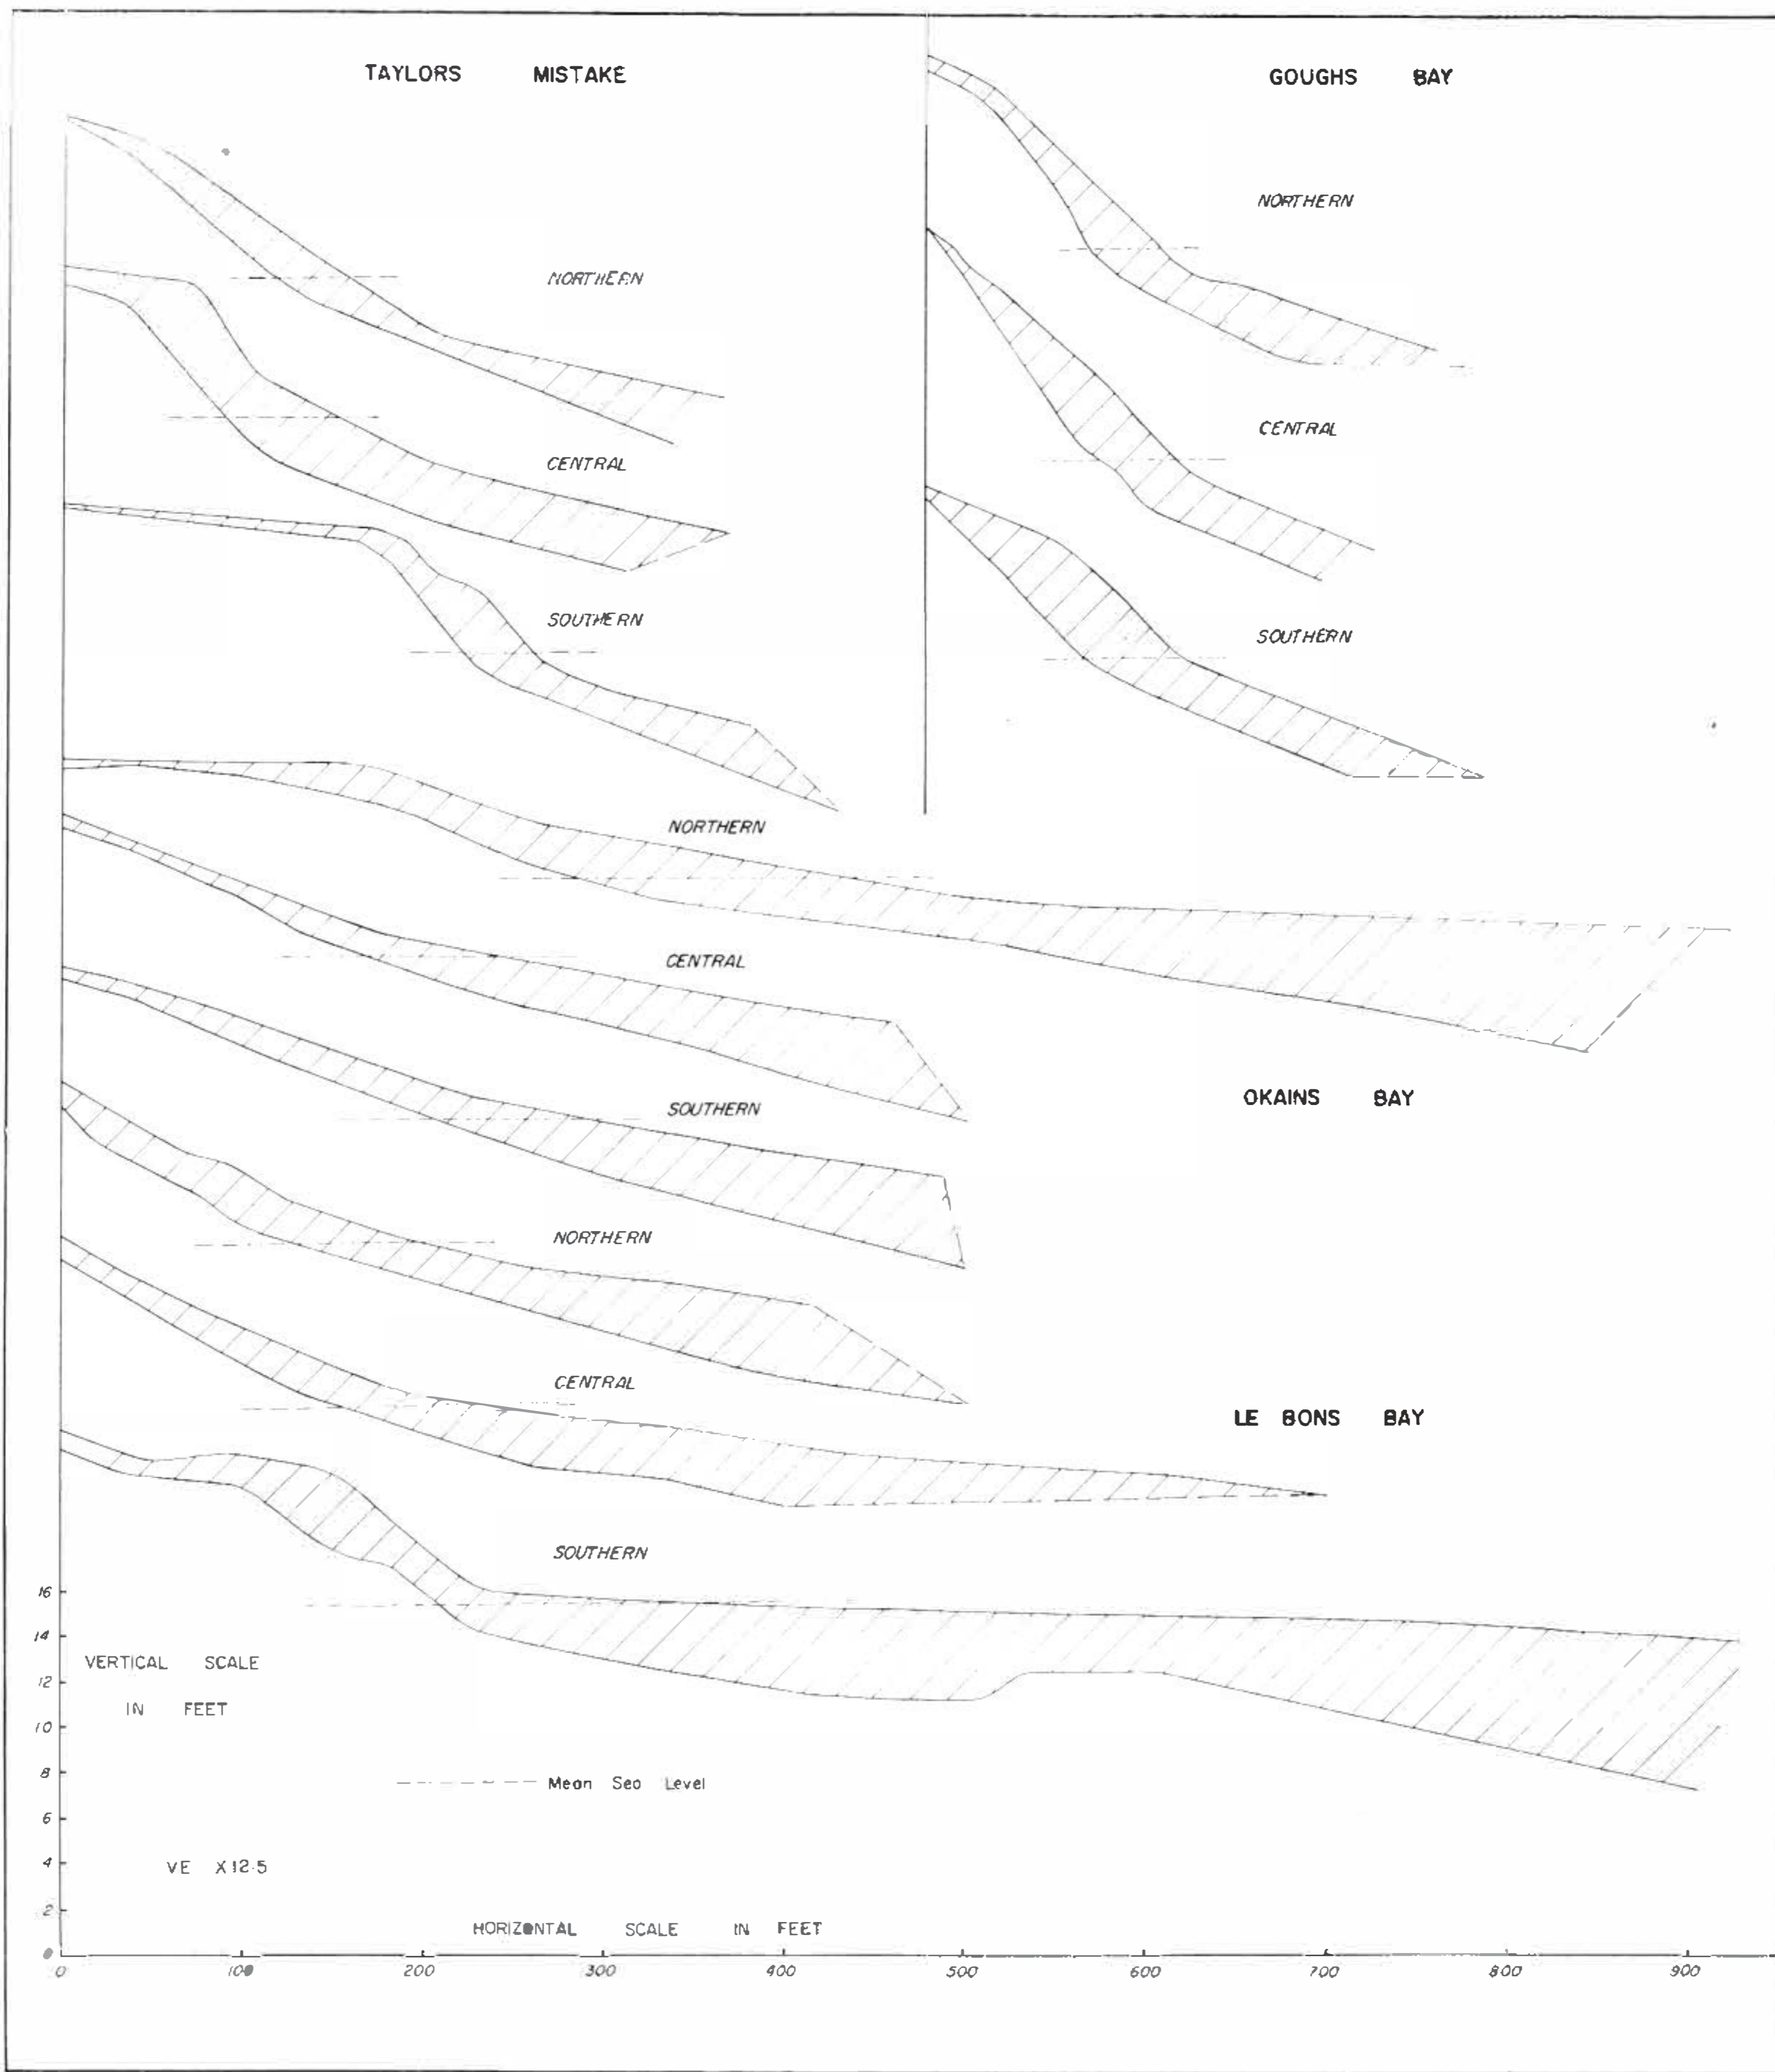 TAYLORS MISTAKE
GOUGHS BAY
NORTHERN
NORTHERN
CENTRAL
CENTRAL
SOUTHERN
SOUTHERN
NORTHERN
CENTRAL
OKAINS BAY
SOUTHERN
NORTHERN
CENTRAL
LE BONS BAY
SOUTHERN
16
14
VERTICAL SCALE
12
IN FEET
10
8
Mean Sea Level
6
4
VE X12·5
2
HORIZONTAL SCALE IN FEET
0
0 100 200 300 400 500 600 700 800 900